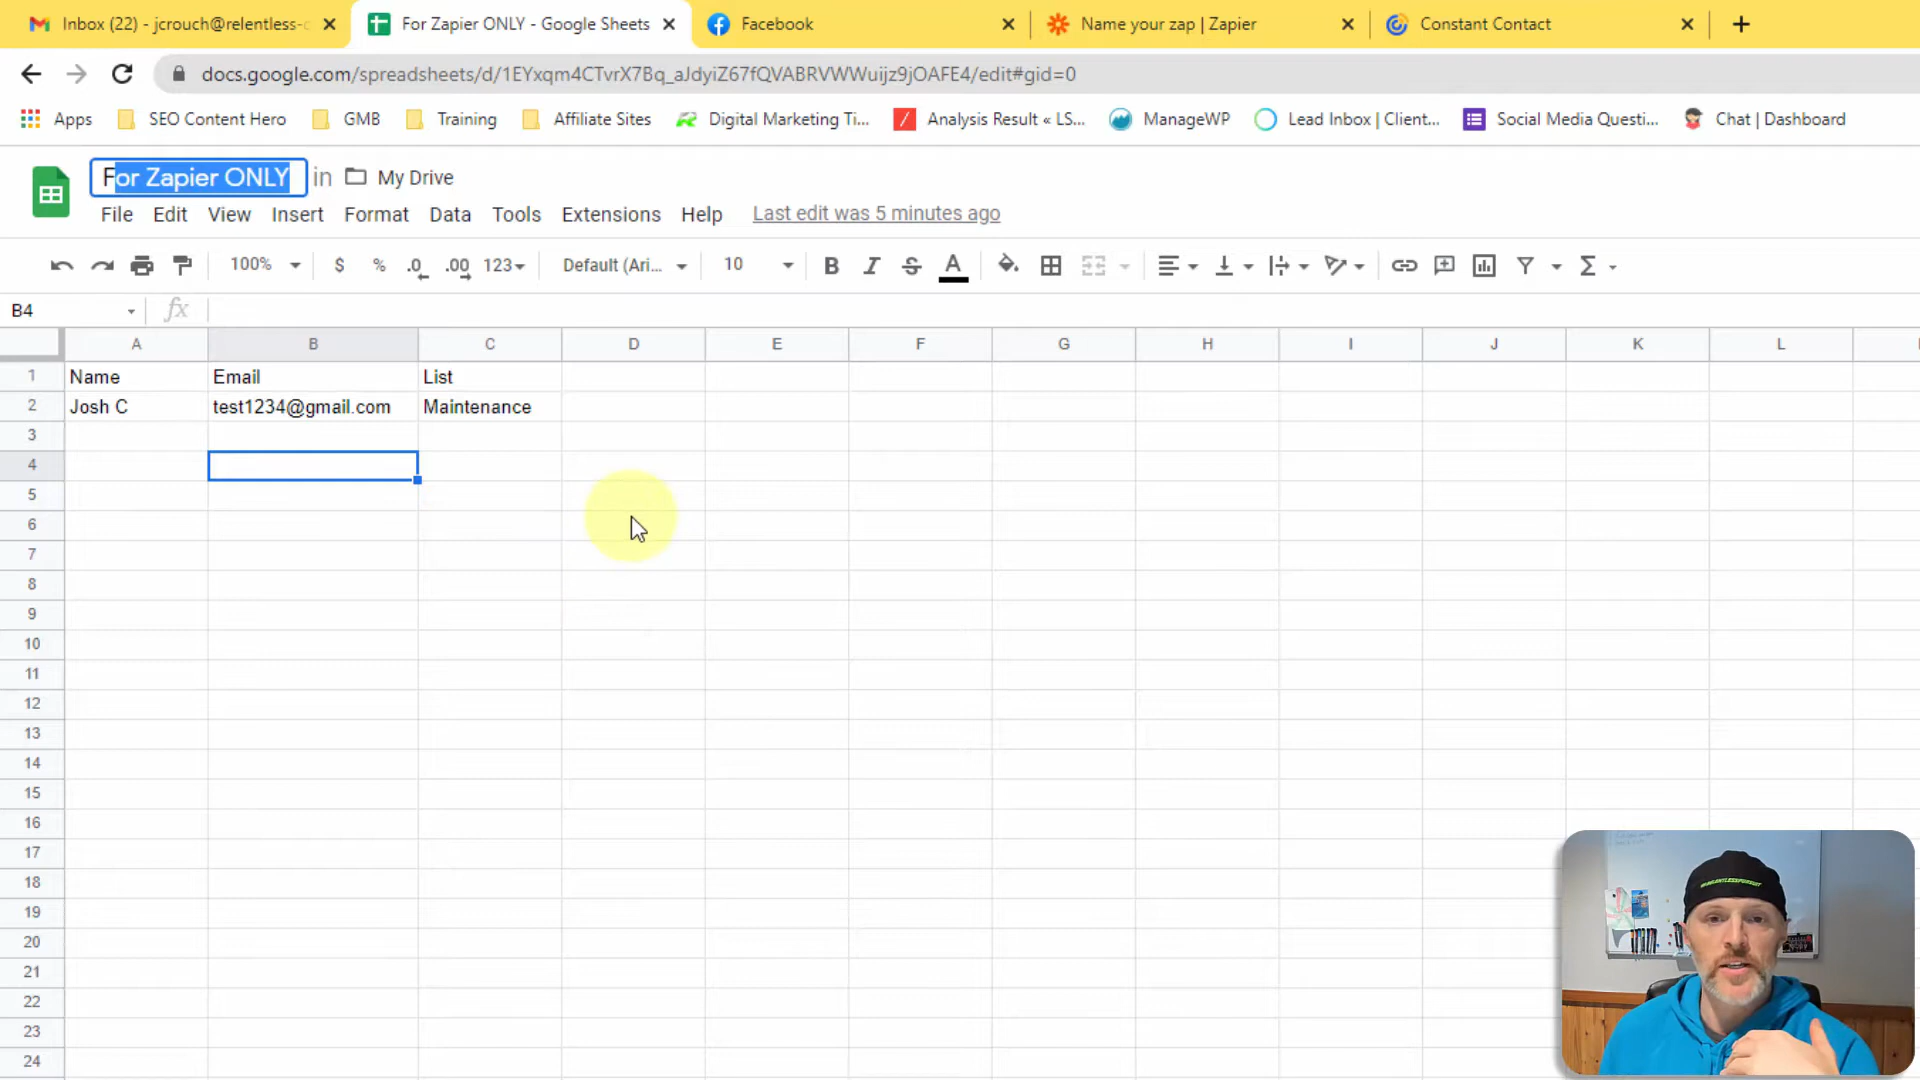 Inbox (22) - jcrouch@relentless-c
For Zapier ONLY - Google Sheets
Facebook
Name your zap | Zapier
Constant Contact
docs.google.com/spreadsheets/d/1EYxqm4CTvrX7Bq_aJdyiZ67fQVABRVWWuijz9jOAFE4/edit#gid=0
Apps
SEO Content Hero
GMB
Training
Affiliate Sites
Digital Marketing Ti...
Analysis Result « LS...
ManageWP
Lead Inbox | Client...
Social Media Questi...
Chat | Dashboard
For Zapier ONLY in My Drive
File Edit View Insert Format Data Tools Extensions Help Last edit was 5 minutes ago
100% $ % .0 .00 123 Default (Ari... 10 B I S A Σ
B4 fx
A B C D E F G H I J K L
1 Name Email List
2 Josh C test1234@gmail.com Maintenance
3
4
5
6
7
8
9
10
11
12
13
14
15
16
17
18
19
20
21
22
23
24